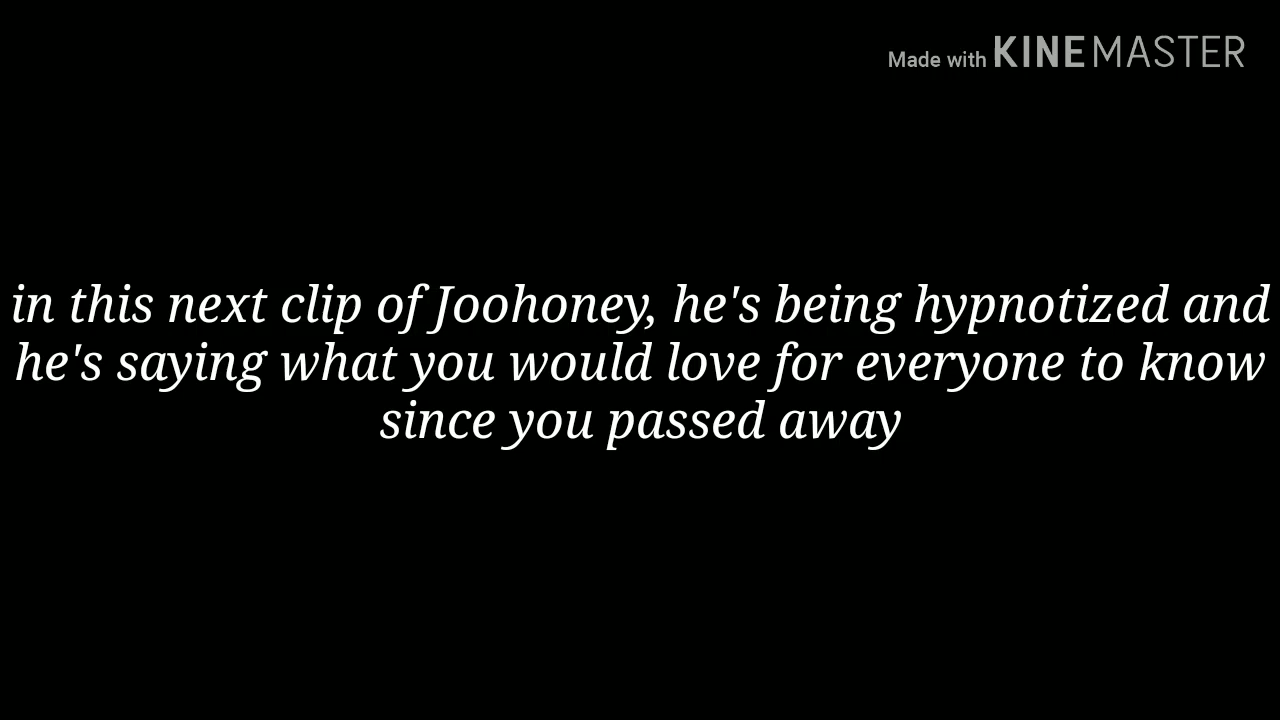 Made with KINEMASTER
in this next clip of Joohoney, he's being hypnotized and
he's saying what you would love for everyone to know
since you passed away